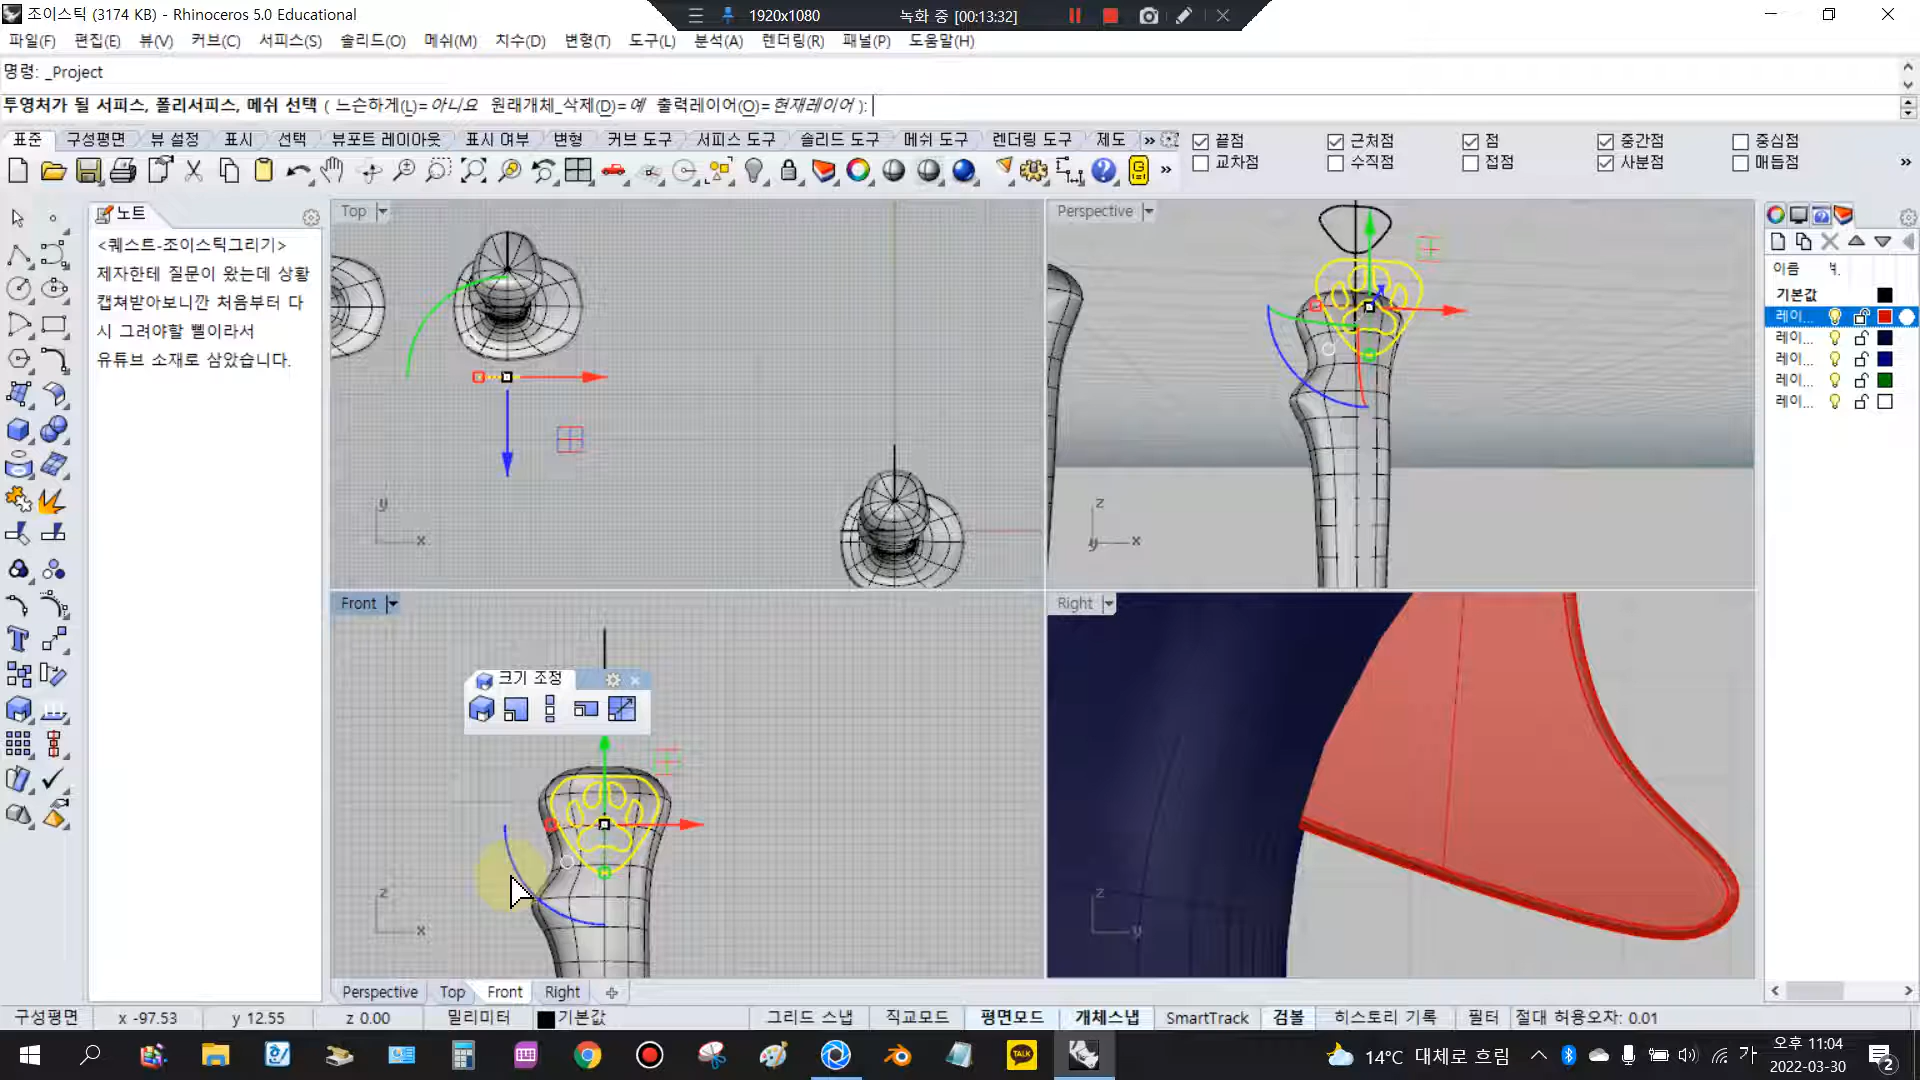 조이스틱 (3174 KB) - Rhinoceros 5.0 Educational
1920x1080
녹화 중 [00:13:32]
파일(F) 편집(E) 뷰(V) 커브(C) 서피스(S) 솔리드(O) 메쉬(M) 치수(D) 변형(T) 도구(L) 분석(A) 렌더링(R) 패널(P) 도움말(H)
명령: _Project
투영처가 될 서피스, 폴리서피스, 메쉬 선택 ( 느슨하게(L)=아니요 원래개체_삭제(D)=예 출력레이어(O)=현재레이어 ):
표준 구성평면 뷰 설정 표시 선택 뷰포트 레이아웃 표시 여부 변형 커브 도구 서피스 도구 솔리드 도구 메쉬 도구 렌더링 도구 제도 »
끝점 근처점 점 중간점 중심점
교차점 수직점 접점 사분점 매듭점
노트
<퀘스트-조이스틱그리기>
제자한테 질문이 왔는데 상황
캡쳐받아보니깐 처음부터 다
시 그려야할 삘이라서
유튜브 소재로 삼았습니다.
Top
y
x
Perspective
z
y
x
Front
크기 조정
z
x
Right
z
y
이름
기본값
레이...
레이...
레이...
레이...
레이...
Perspective Top Front Right
구성평면 x -97.53 y 12.55 z 0.00 밀리미터 기본값 그리드 스냅 직교모드 평면모드 개체스냅 SmartTrack 검볼 히스토리 기록 필터 절대 허용오차: 0.01
TALK
14°C 대체로 흐림
가
오후 11:04
2022-03-30
2